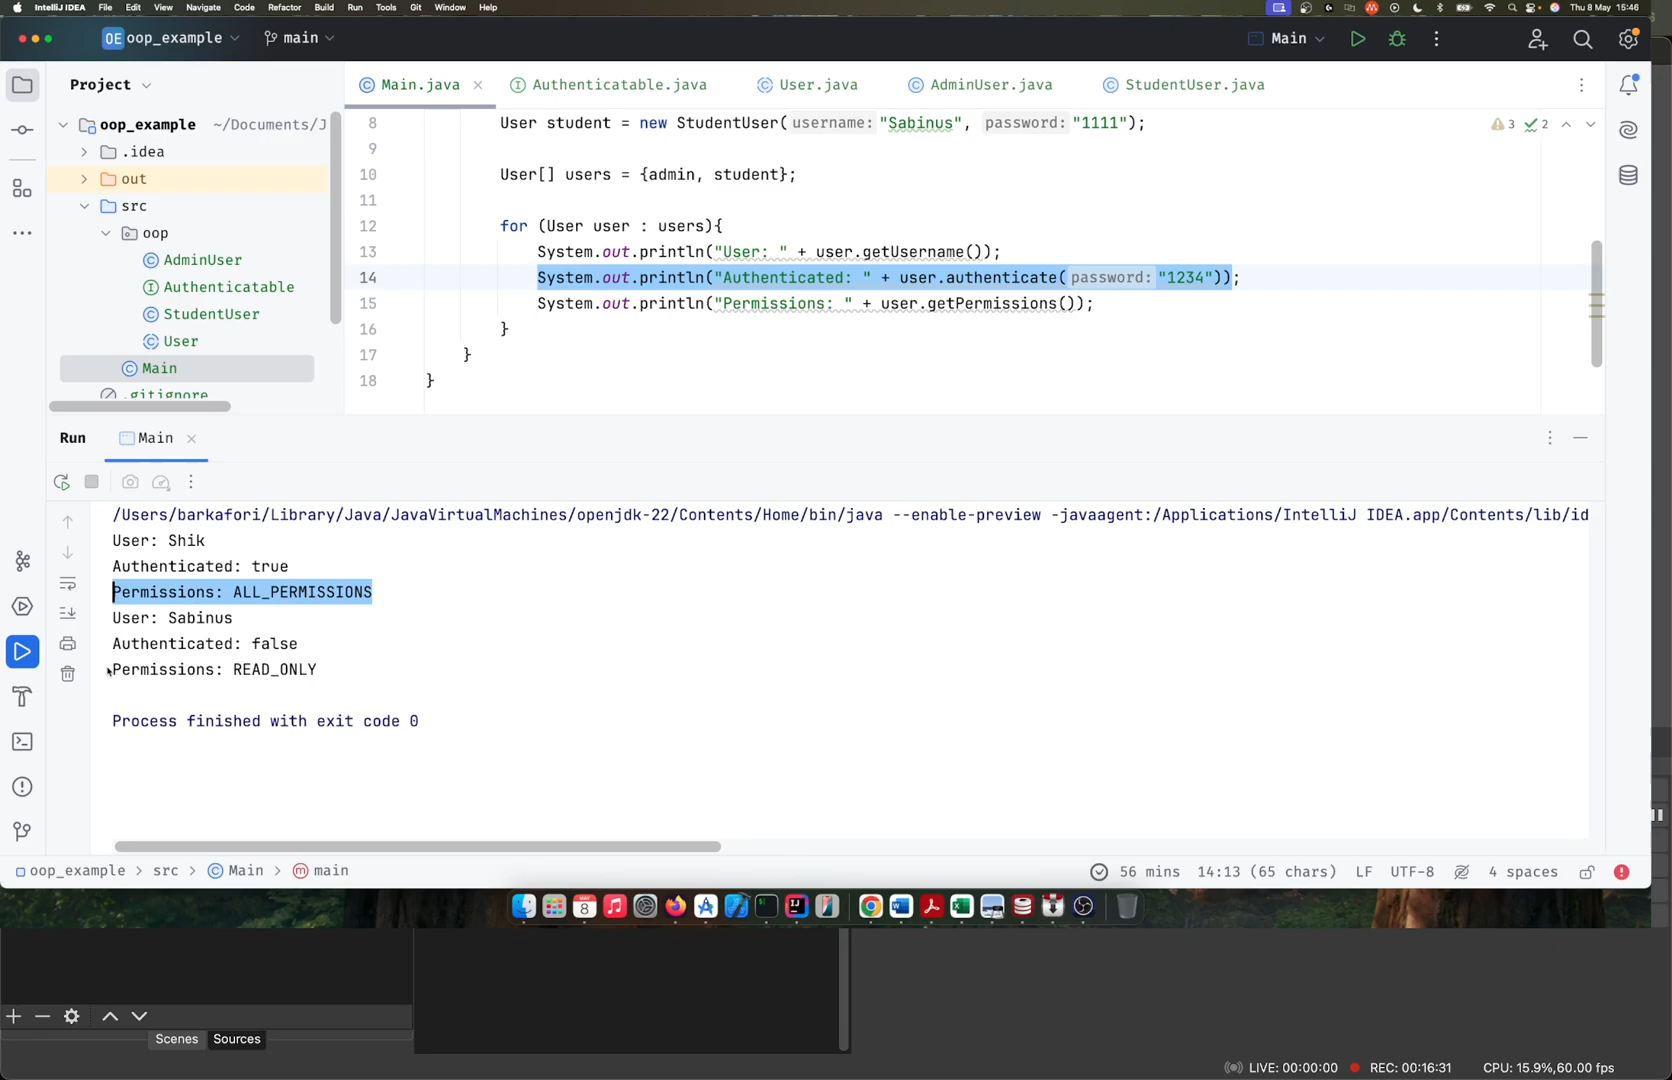 IntelliJ IDEA File Edit View Navigate Code Refactor Build Run Tools Git Window Help Thu 8 May 15:46
OE oop_example main Main
Project
Main.java Authenticatable.java User.java AdminUser.java StudentUser.java
oop_example ~/Documents/J
.idea
out
src
oop
AdminUser
Authenticatable
StudentUser
User
Main
.gitignore
8 User student = new StudentUser( username: "Sabinus", password: "1111"); 3 2
9
10 User[] users = {admin, student};
11
12 for (User user : users){
13 System.out.println("User: " + user.getUsername());
14 System.out.println("Authenticated: " + user.authenticate( password: "1234"));
15 System.out.println("Permissions: " + user.getPermissions());
16 }
17 }
18 }
Run Main
/Users/barkafori/Library/Java/JavaVirtualMachines/openjdk-22/Contents/Home/bin/java --enable-preview -javaagent:/Applications/IntelliJ IDEA.app/Contents/lib/id
User: Shik
Authenticated: true
Permissions: ALL_PERMISSIONS
User: Sabinus
Authenticated: false
Permissions: READ_ONLY
Process finished with exit code 0
oop_example > src > Main > main 56 mins 14:13 (65 chars) LF UTF-8 4 spaces
Scenes Sources
LIVE: 00:00:00 REC: 00:16:31 CPU: 15.9%,60.00 fps